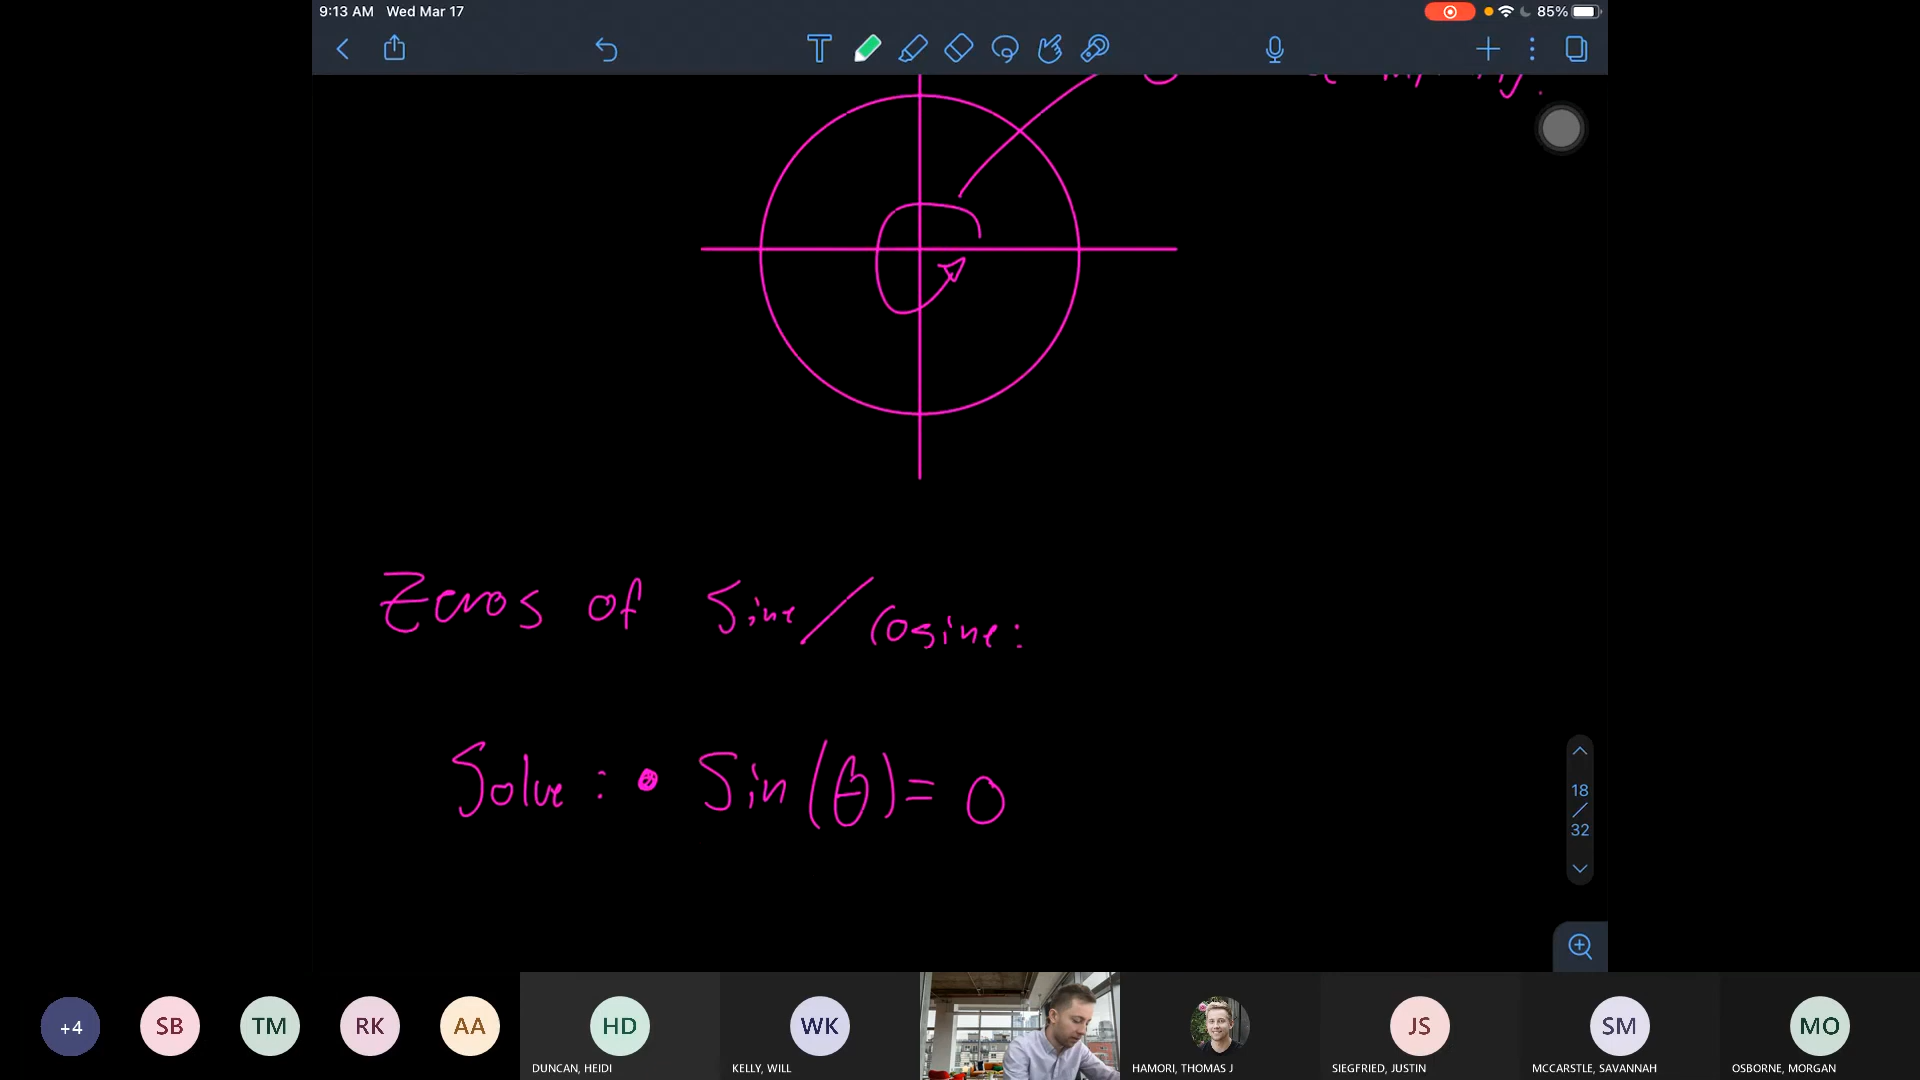 9:13 AM Wed Mar 17
85%
T
Zeros of Sine/Cosine:
Solve: • Sin(θ)= 0
18
/
32
+4
SB
TM
RK
AA
HD
WK
JS
SM
MO
DUNCAN, HEIDI
KELLY, WILL
HAMORI, THOMAS J
SIEGFRIED, JUSTIN
MCCARSTLE, SAVANNAH
OSBORNE, MORGAN